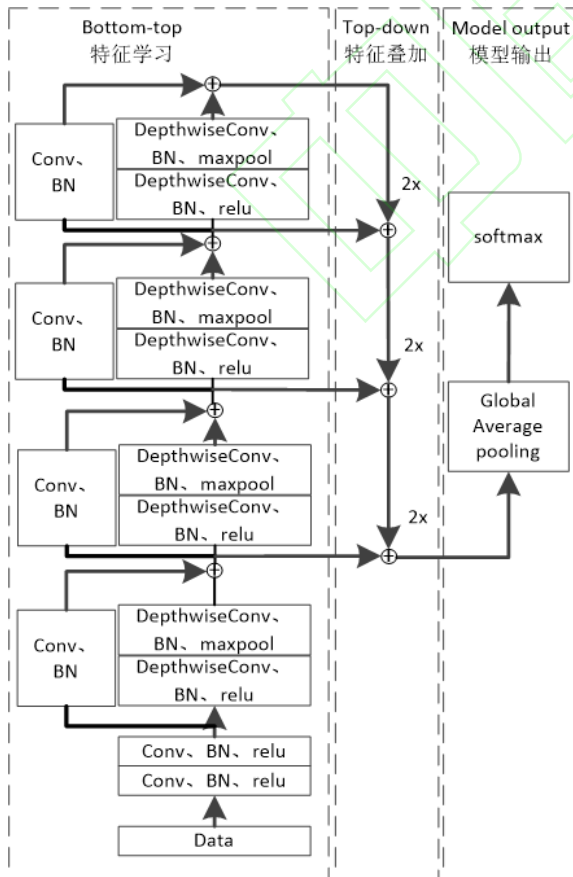 Bottom-top
特征学习
Top-down
特征叠加
Model output
模型输出
Conv、
BN
DepthwiseConv、
BN、maxpool
DepthwiseConv、
BN、relu
2x
softmax
Conv、
BN
DepthwiseConv、
BN、maxpool
DepthwiseConv、
BN、relu
2x
Global
Average
pooling
Conv、
BN
DepthwiseConv、
BN、maxpool
DepthwiseConv、
BN、relu
2x
Conv、
BN
DepthwiseConv、
BN、maxpool
DepthwiseConv、
BN、relu
Conv、BN、relu
Conv、BN、relu
Data